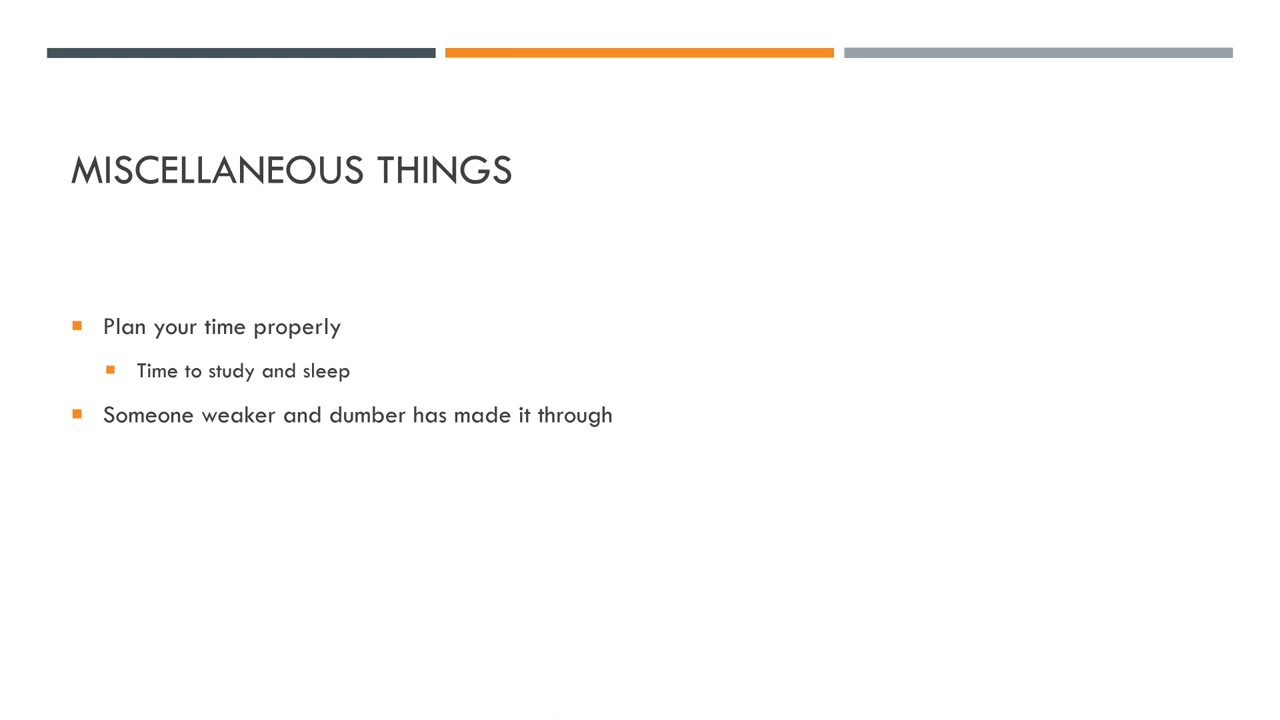 MISCELLANEOUS THINGS
Plan your time properly
Time to study and sleep
Someone weaker and dumber has made it through